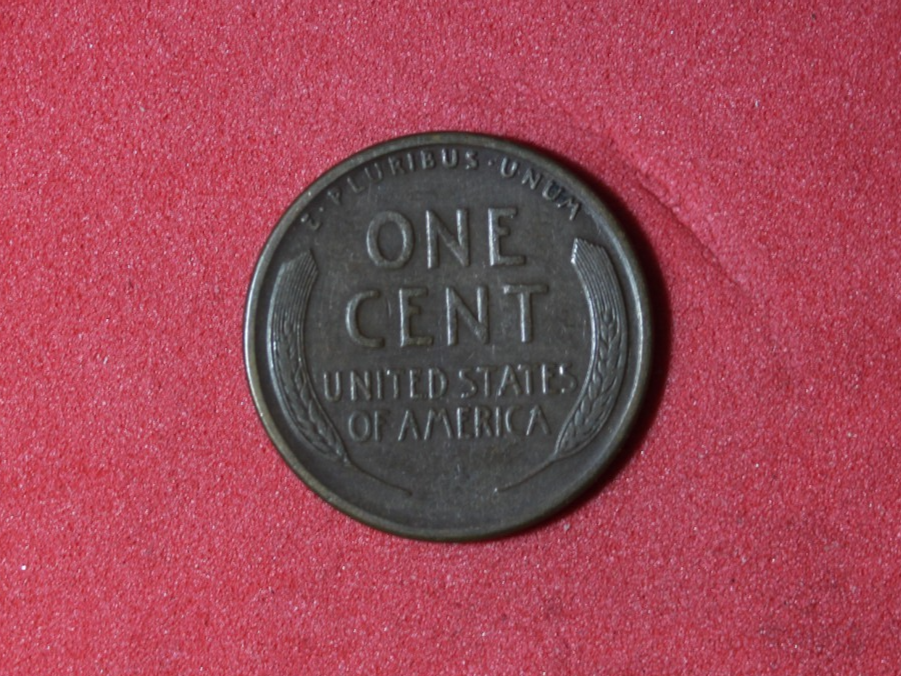 E·PLURIBUS·UNUM
ONE
CENT
UNITED STATES
OF AMERICA